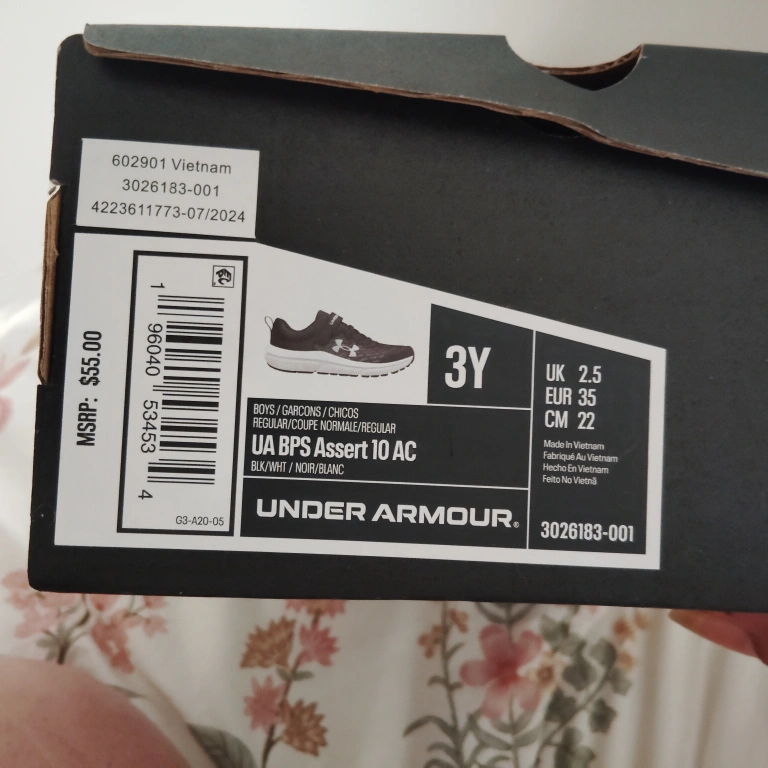 602901 Vietnam
3026183-001
4223611773-07/2024
MSRP: $55.00
1 96040 53453 4
G3-A20-05
3Y
BOYS / GARCONS / CHICOS
REGULAR/COUPE NORMALE/REGULAR
UA BPS Assert 10 AC
BLK/WHT / NOIR/BLANC
UNDER ARMOUR®
UK 2.5
EUR 35
CM 22
Made In Vietnam
Fabriqué Au Vietnam
Hecho En Vietnam
Feito No Vietnã
3026183-001